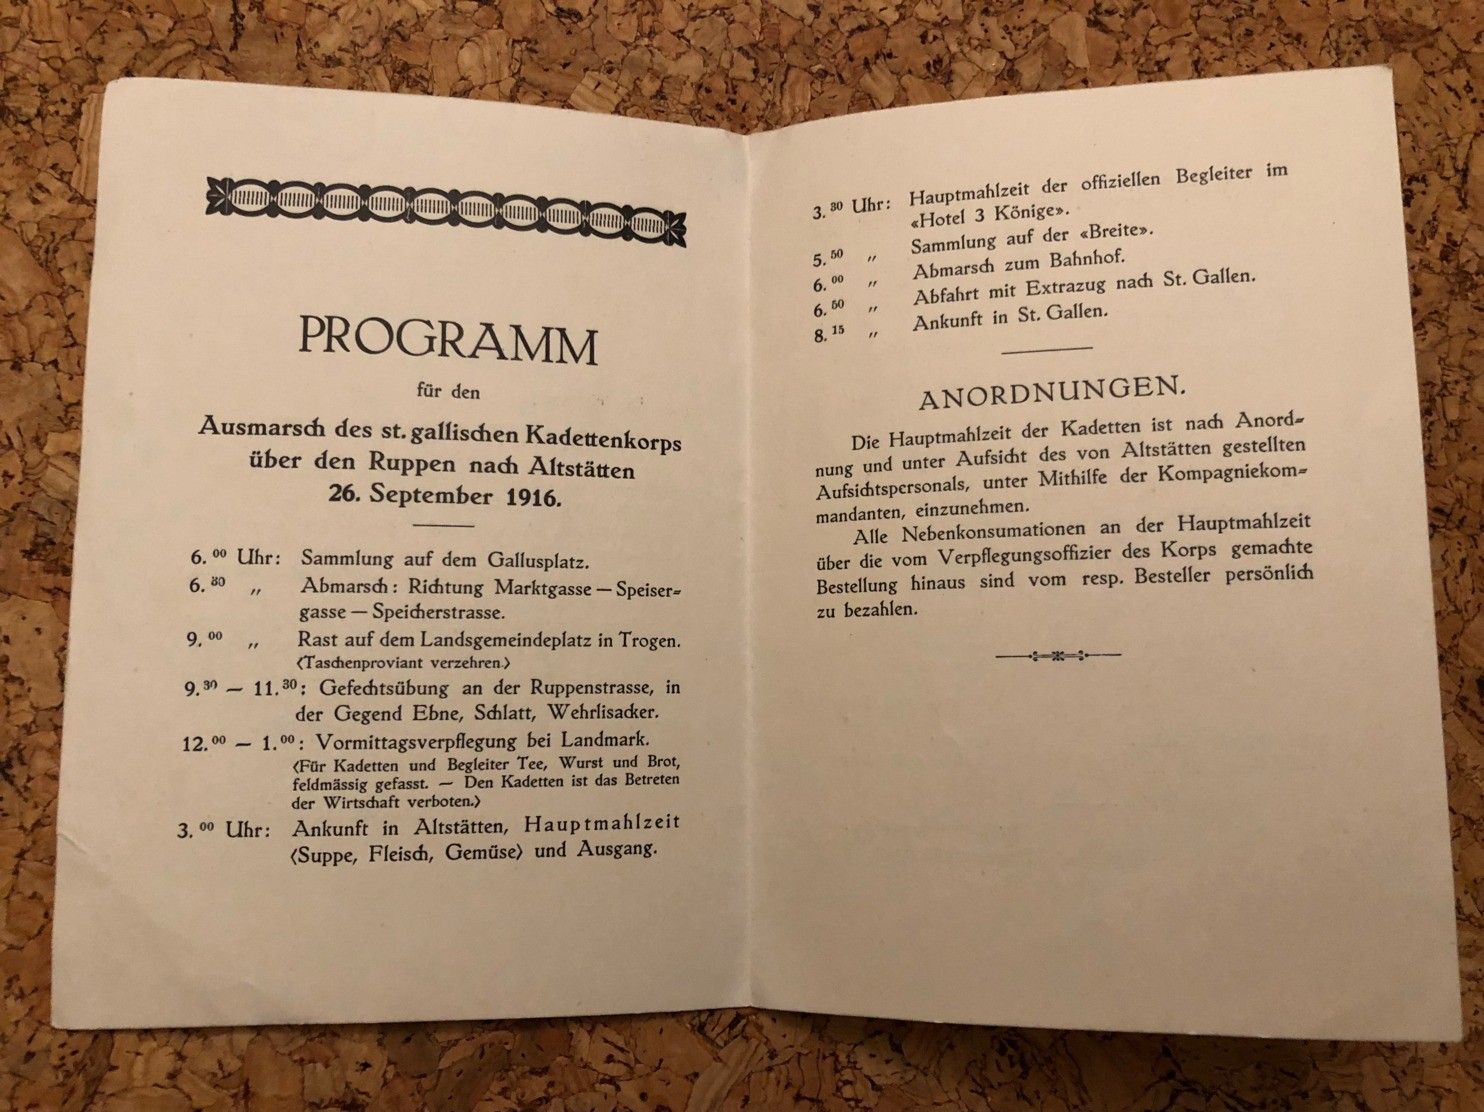 PROGRAMM
für den
Ausmarsch des st. gallischen Kadettenkorps
über den Ruppen nach Altstätten
26. September 1916.
6.00 Uhr: Sammlung auf dem Gallusplatz.
6.30 „ Abmarsch: Richtung Marktgasse — Speiser-
gasse — Speicherstrasse.
9.00 „ Rast auf dem Landsgemeindeplatz in Trogen.
(Taschenproviant verzehren.)
9.30 — 11.30: Gefechtsübung an der Ruppenstrasse, in
der Gegend Ebne, Schlatt, Wehrlisacker.
12.00 — 1.00: Vormittagsverpflegung bei Landmark.
(Für Kadetten und Begleiter Tee, Wurst und Brot,
feldmässig gefasst. — Den Kadetten ist das Betreten
der Wirtschaft verboten.)
3.00 Uhr: Ankunft in Altstätten, Hauptmahlzeit
(Suppe, Fleisch, Gemüse) und Ausgang.
3.30 Uhr: Hauptmahlzeit der offiziellen Begleiter im
«Hotel 3 Könige».
5.50 „ Sammlung auf der «Breite».
6.00 „ Abmarsch zum Bahnhof.
6.50 „ Abfahrt mit Extrazug nach St. Gallen.
8.15 „ Ankunft in St. Gallen.
ANORDNUNGEN.
Die Hauptmahlzeit der Kadetten ist nach Anord-
nung und unter Aufsicht des von Altstätten gestellten
Aufsichtspersonals, unter Mithilfe der Kompagniekom-
mandanten, einzunehmen.
Alle Nebenkonsumationen an der Hauptmahlzeit
über die vom Verpflegungsoffizier des Korps gemachte
Bestellung hinaus sind vom resp. Besteller persönlich
zu bezahlen.